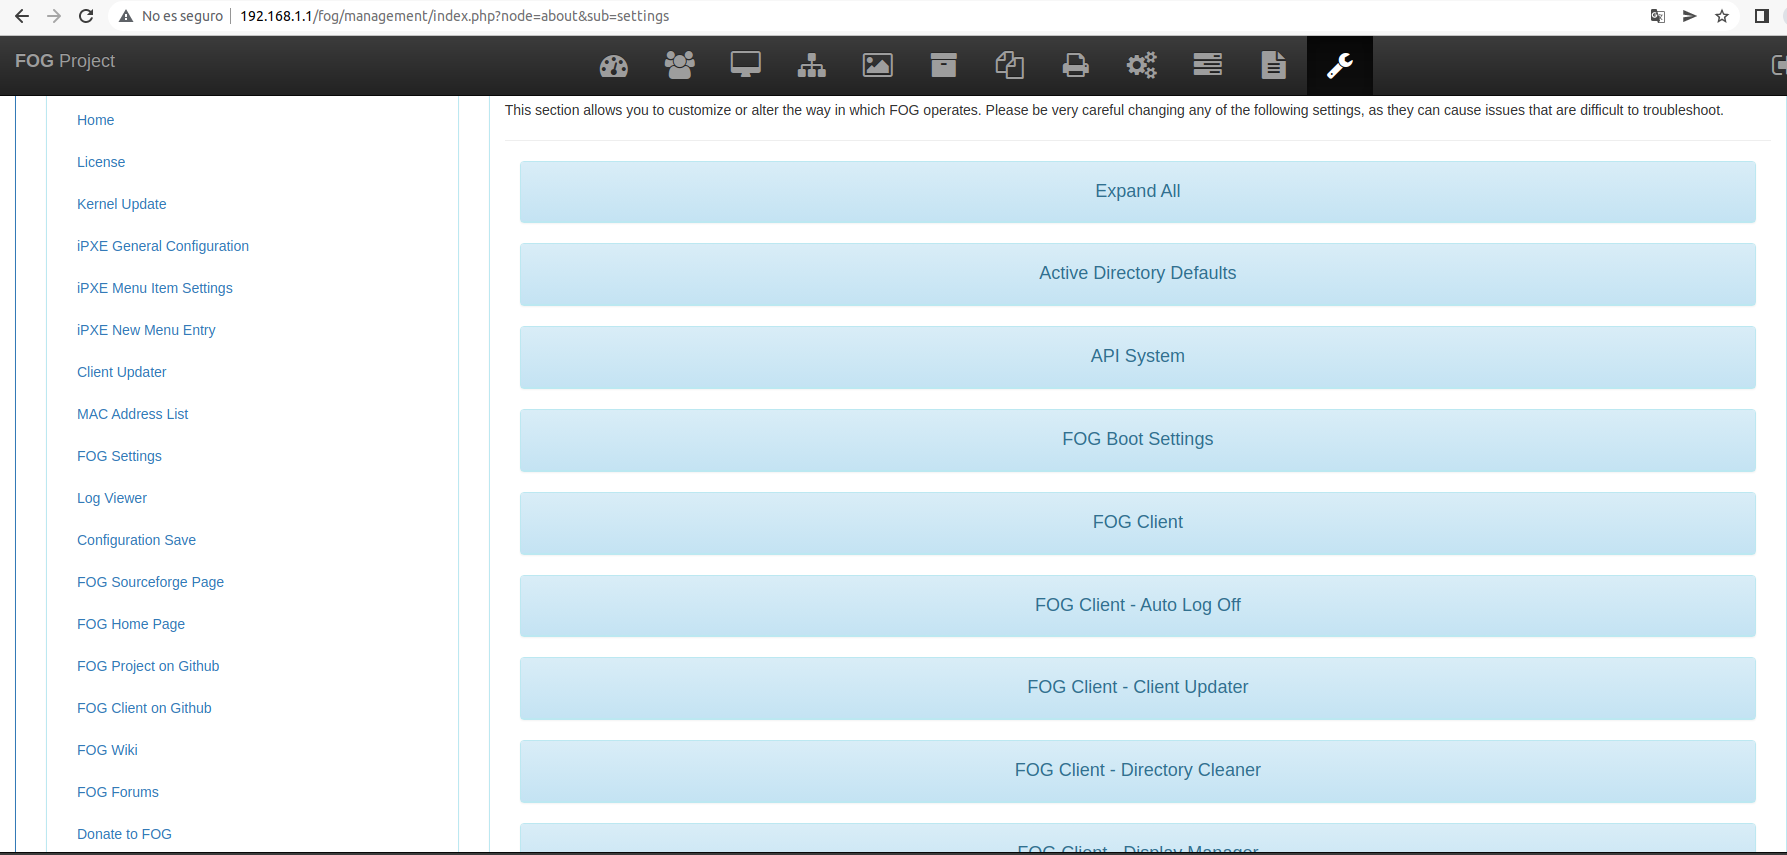 No es seguro 192.168.1.1/fog/management/index.php?node=about&sub=settings
FOG Project
Home
License
Kernel Update
iPXE General Configuration
iPXE Menu Item Settings
iPXE New Menu Entry
Client Updater
MAC Address List
FOG Settings
Log Viewer
Configuration Save
FOG Sourceforge Page
FOG Home Page
FOG Project on Github
FOG Client on Github
FOG Wiki
FOG Forums
Donate to FOG
This section allows you to customize or alter the way in which FOG operates. Please be very careful changing any of the following settings, as they can cause issues that are difficult to troubleshoot.
Expand All
Active Directory Defaults
API System
FOG Boot Settings
FOG Client
FOG Client - Auto Log Off
FOG Client - Client Updater
FOG Client - Directory Cleaner
FOG Client - Display Manager